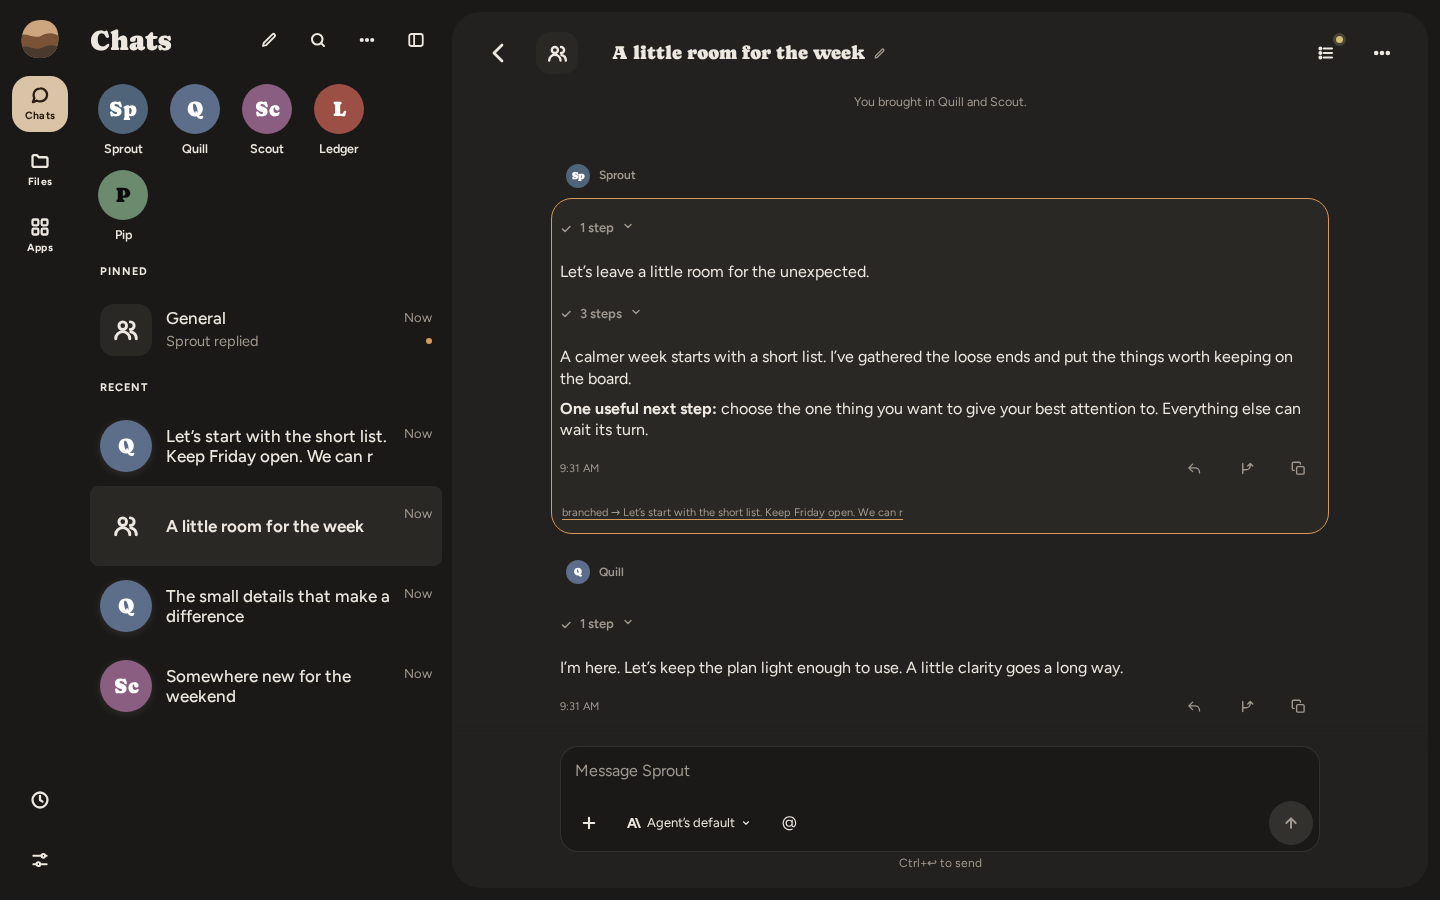 Chats
Chats
Files
Apps
Sp
Sprout
Q
Quill
Sc
Scout
L
Ledger
P
Pip
PINNED
General
Now
Sprout replied
RECENT
Q
Let's start with the short list.
Now
Keep Friday open. We can r
A little room for the week
Now
Q
The small details that make a
Now
difference
Sc
Somewhere new for the
Now
weekend
A little room for the week
You brought in Quill and Scout.
Sp
Sprout
1 step
Let's leave a little room for the unexpected.
3 steps
A calmer week starts with a short list. I've gathered the loose ends and put the things worth keeping on
the board.
One useful next step: choose the one thing you want to give your best attention to. Everything else can
wait its turn.
9:31 AM
branched → Let's start with the short list. Keep Friday open. We can r
Q
Quill
1 step
I'm here. Let's keep the plan light enough to use. A little clarity goes a long way.
9:31 AM
Message Sprout
A\ Agent's default
@
Ctrl+↩ to send